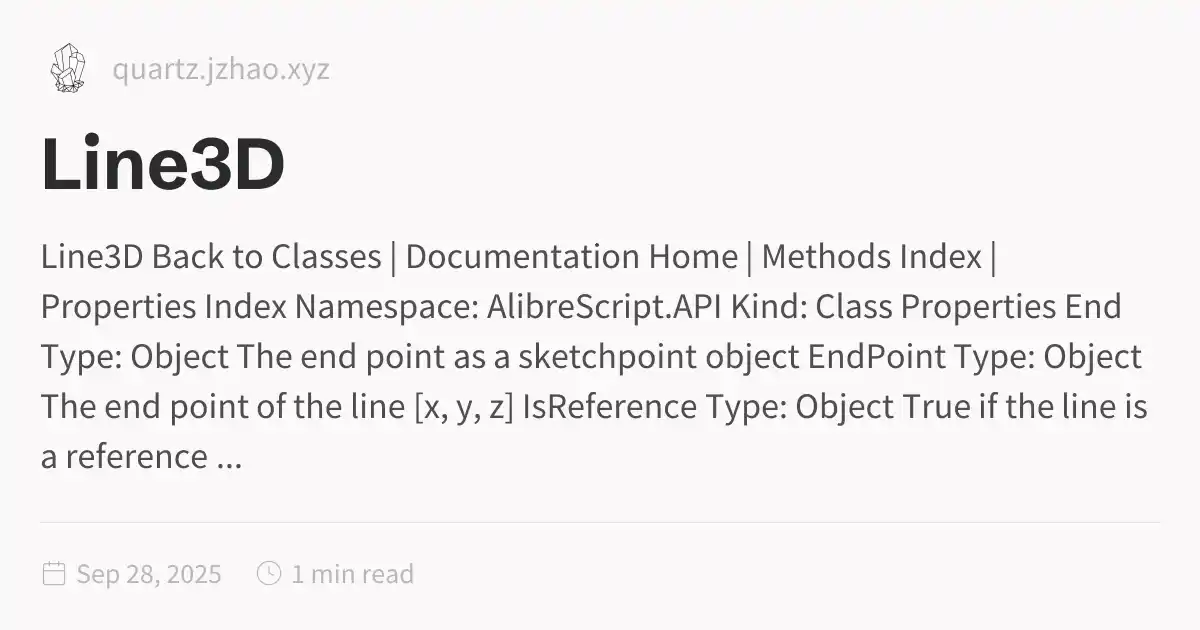 quartz.jzhao.xyz
Line3D
Line3D Back to Classes | Documentation Home | Methods Index |
Properties Index Namespace: AlibreScript.API Kind: Class Properties End
Type: Object The end point as a sketchpoint object EndPoint Type: Object
The end point of the line [x, y, z] IsReference Type: Object True if the line is
a reference ...
Sep 28, 2025 1 min read